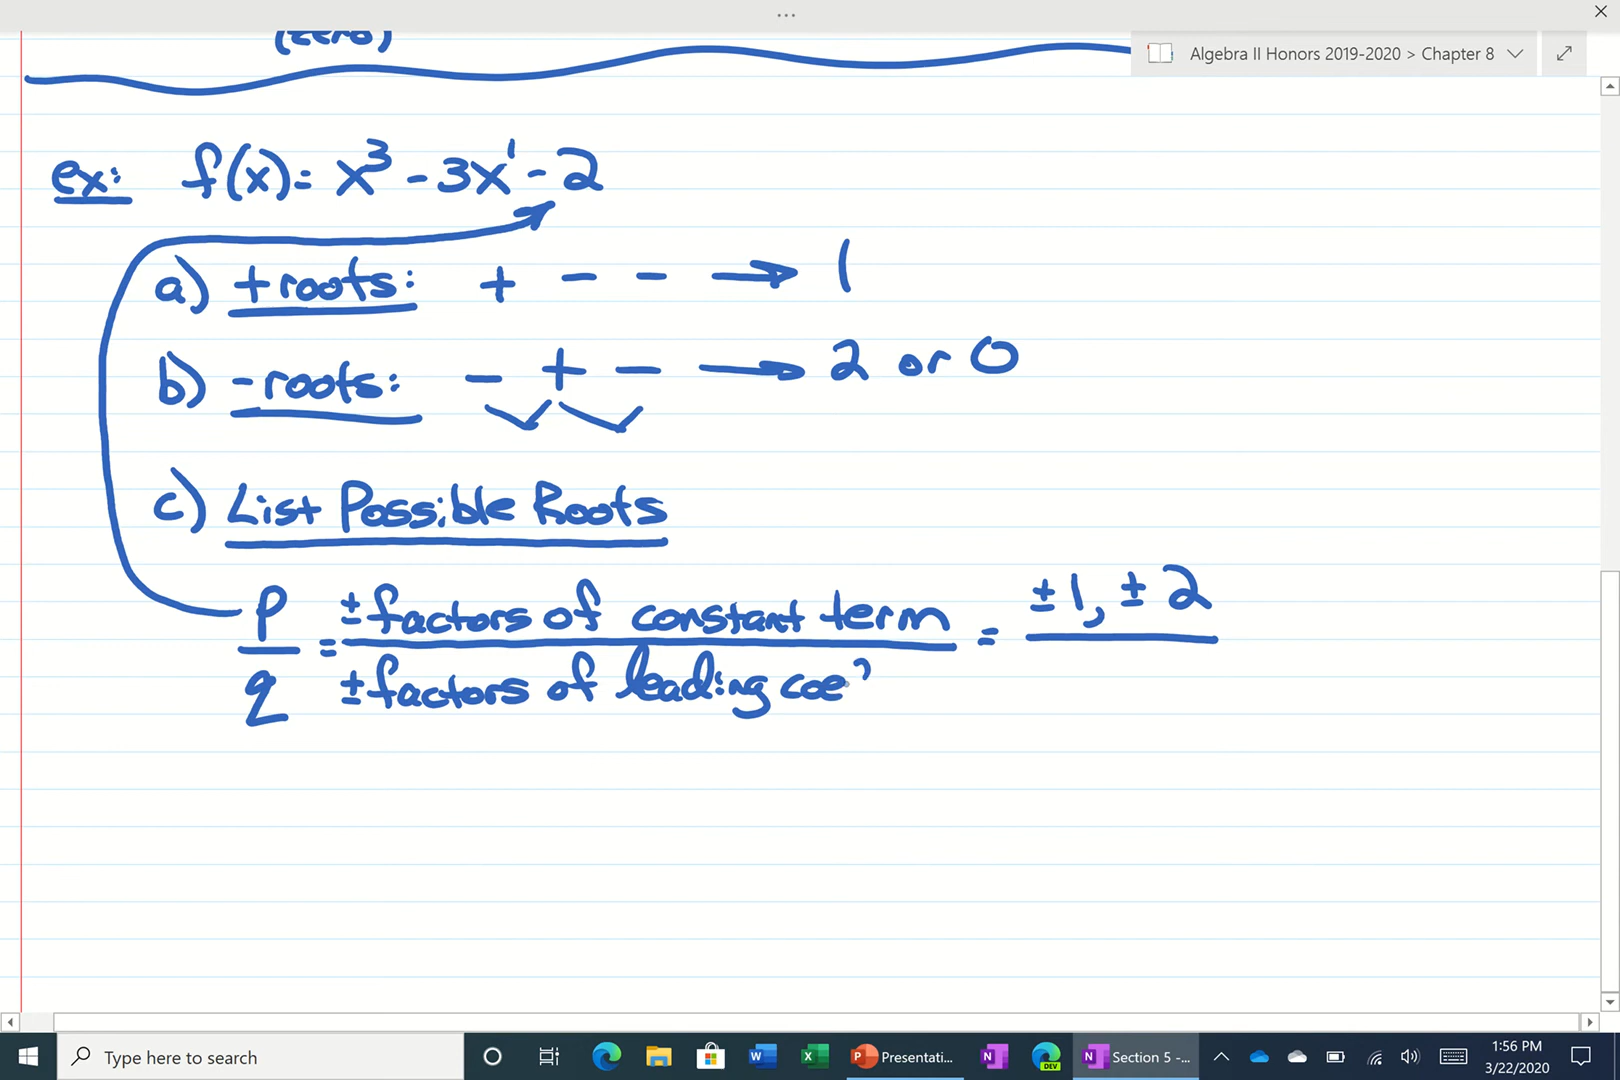 ...
(zero)
Algebra II Honors 2019-2020 > Chapter 8
ex: f(x) = x³ - 3x¹ - 2
a) + roots: + - - → 1
b) - roots: - + - → 2 or 0
c) List Possible Roots
p/q = ± factors of constant term / ± factors of leading coe = ±1, ±2
Type here to search
Presentati...
DEV
Section 5 -...
1:56 PM
3/22/2020